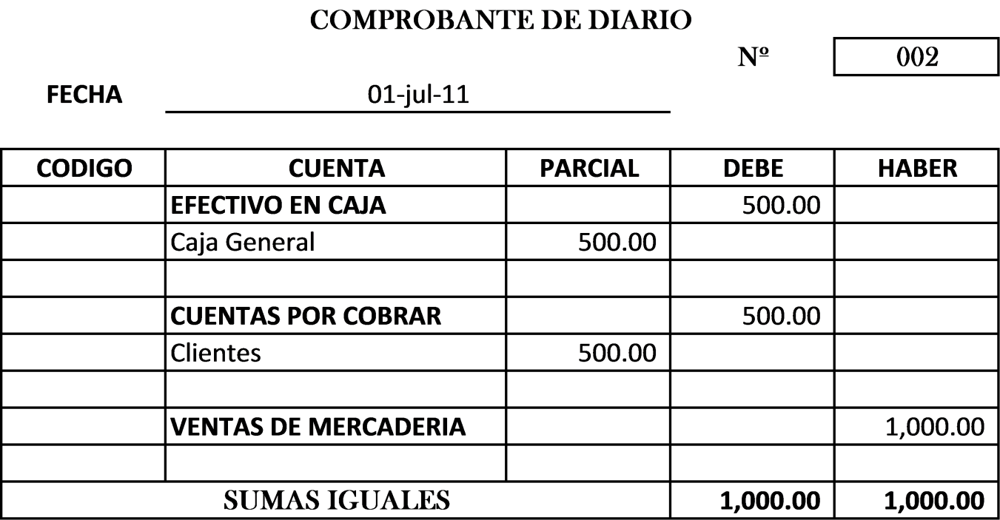 COMPROBANTE DE DIARIO
Nº 002
FECHA 01-jul-11
CODIGO CUENTA PARCIAL DEBE HABER
EFECTIVO EN CAJA 500.00
Caja General 500.00
CUENTAS POR COBRAR 500.00
Clientes 500.00
VENTAS DE MERCADERIA 1,000.00
SUMAS IGUALES 1,000.00 1,000.00